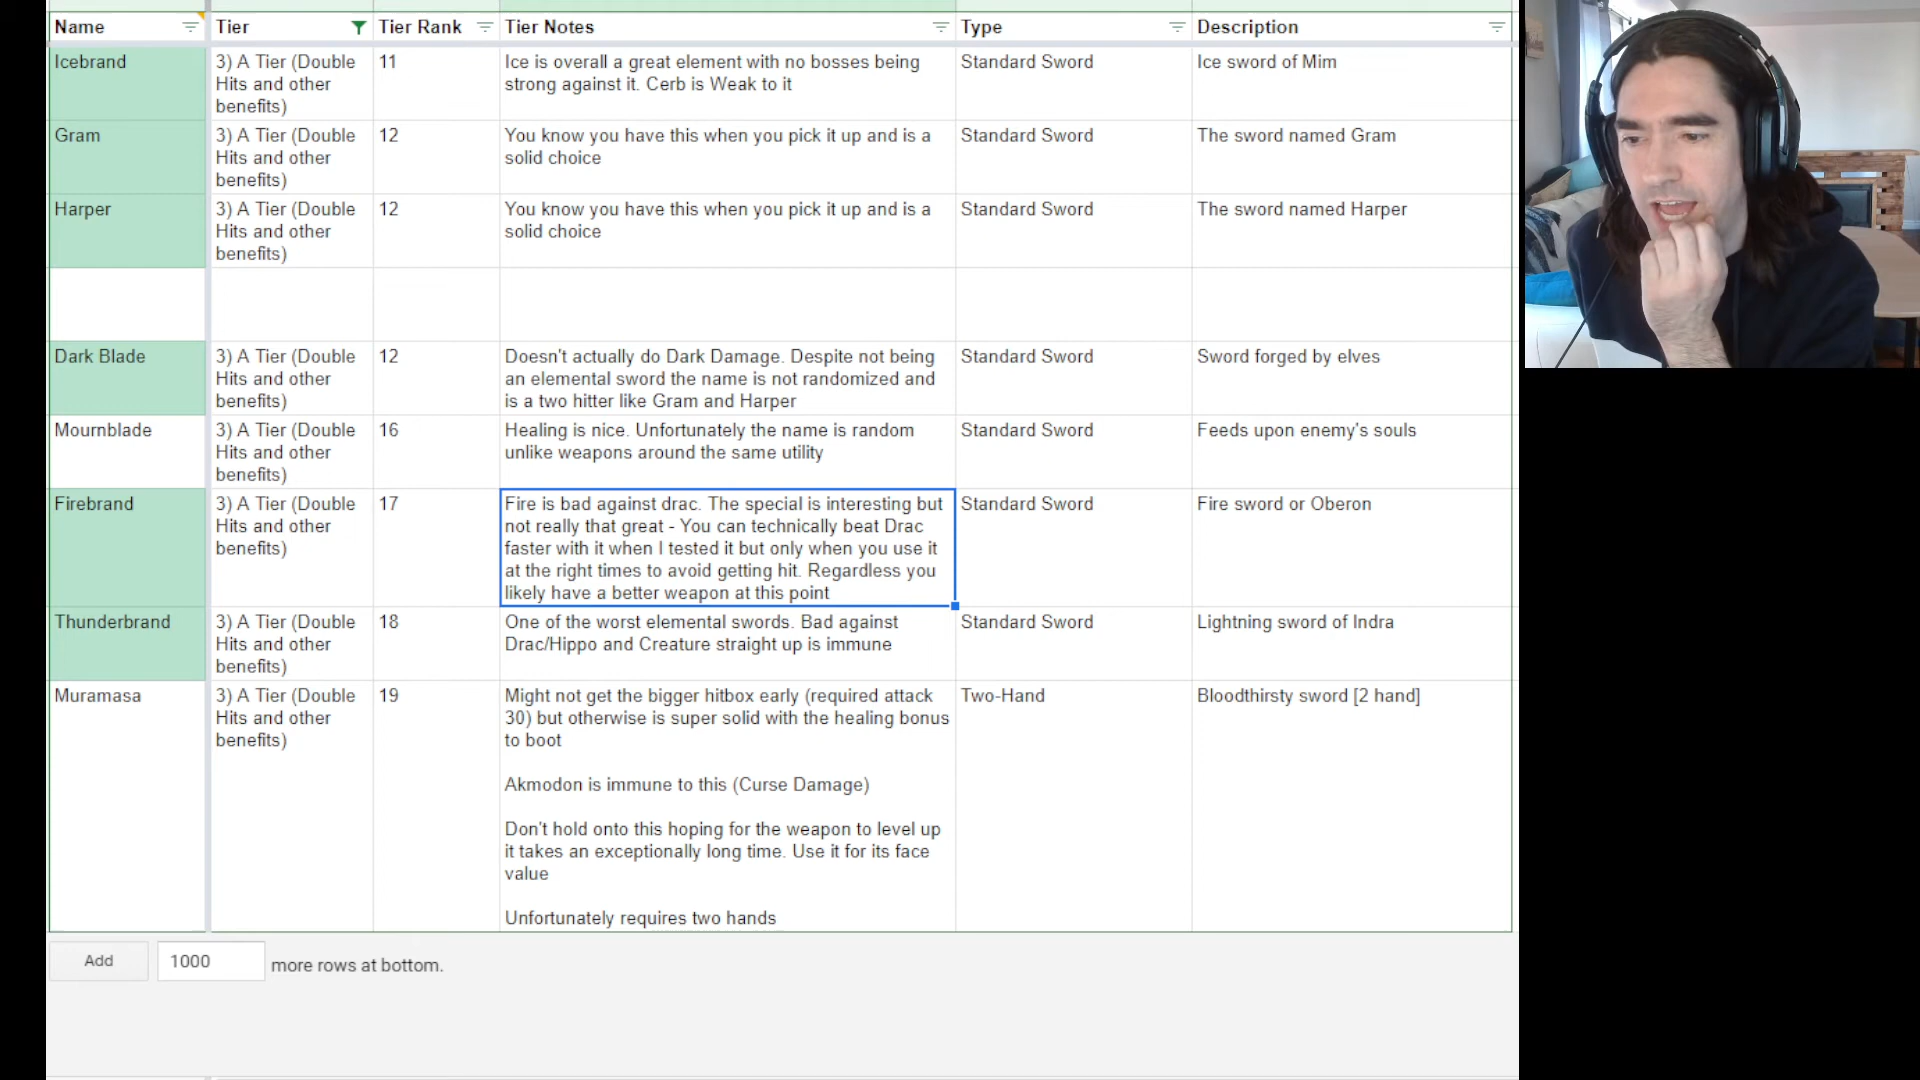 Name Tier Tier Rank Tier Notes Type Description
Icebrand 3) A Tier (Double 11 Ice is overall a great element with no bosses being Standard Sword Ice sword of Mim
Hits and other strong against it. Cerb is Weak to it
benefits)
Gram 3) A Tier (Double 12 You know you have this when you pick it up and is a Standard Sword The sword named Gram
Hits and other solid choice
benefits)
Harper 3) A Tier (Double 12 You know you have this when you pick it up and is a Standard Sword The sword named Harper
Hits and other solid choice
benefits)
Dark Blade 3) A Tier (Double 12 Doesn't actually do Dark Damage. Despite not being Standard Sword Sword forged by elves
Hits and other an elemental sword the name is not randomized and
benefits) is a two hitter like Gram and Harper
Mournblade 3) A Tier (Double 16 Healing is nice. Unfortunately the name is random Standard Sword Feeds upon enemy's souls
Hits and other unlike weapons around the same utility
benefits)
Firebrand 3) A Tier (Double 17 Fire is bad against drac. The special is interesting but Standard Sword Fire sword or Oberon
Hits and other not really that great - You can technically beat Drac
benefits) faster with it when I tested it but only when you use it
at the right times to avoid getting hit. Regardless you
likely have a better weapon at this point
Thunderbrand 3) A Tier (Double 18 One of the worst elemental swords. Bad against Standard Sword Lightning sword of Indra
Hits and other Drac/Hippo and Creature straight up is immune
benefits)
Muramasa 3) A Tier (Double 19 Might not get the bigger hitbox early (required attack Two-Hand Bloodthirsty sword [2 hand]
Hits and other 30) but otherwise is super solid with the healing bonus
benefits) to boot
Akmodon is immune to this (Curse Damage)
Don't hold onto this hoping for the weapon to level up
it takes an exceptionally long time. Use it for its face
value
Unfortunately requires two hands
Add 1000 more rows at bottom.